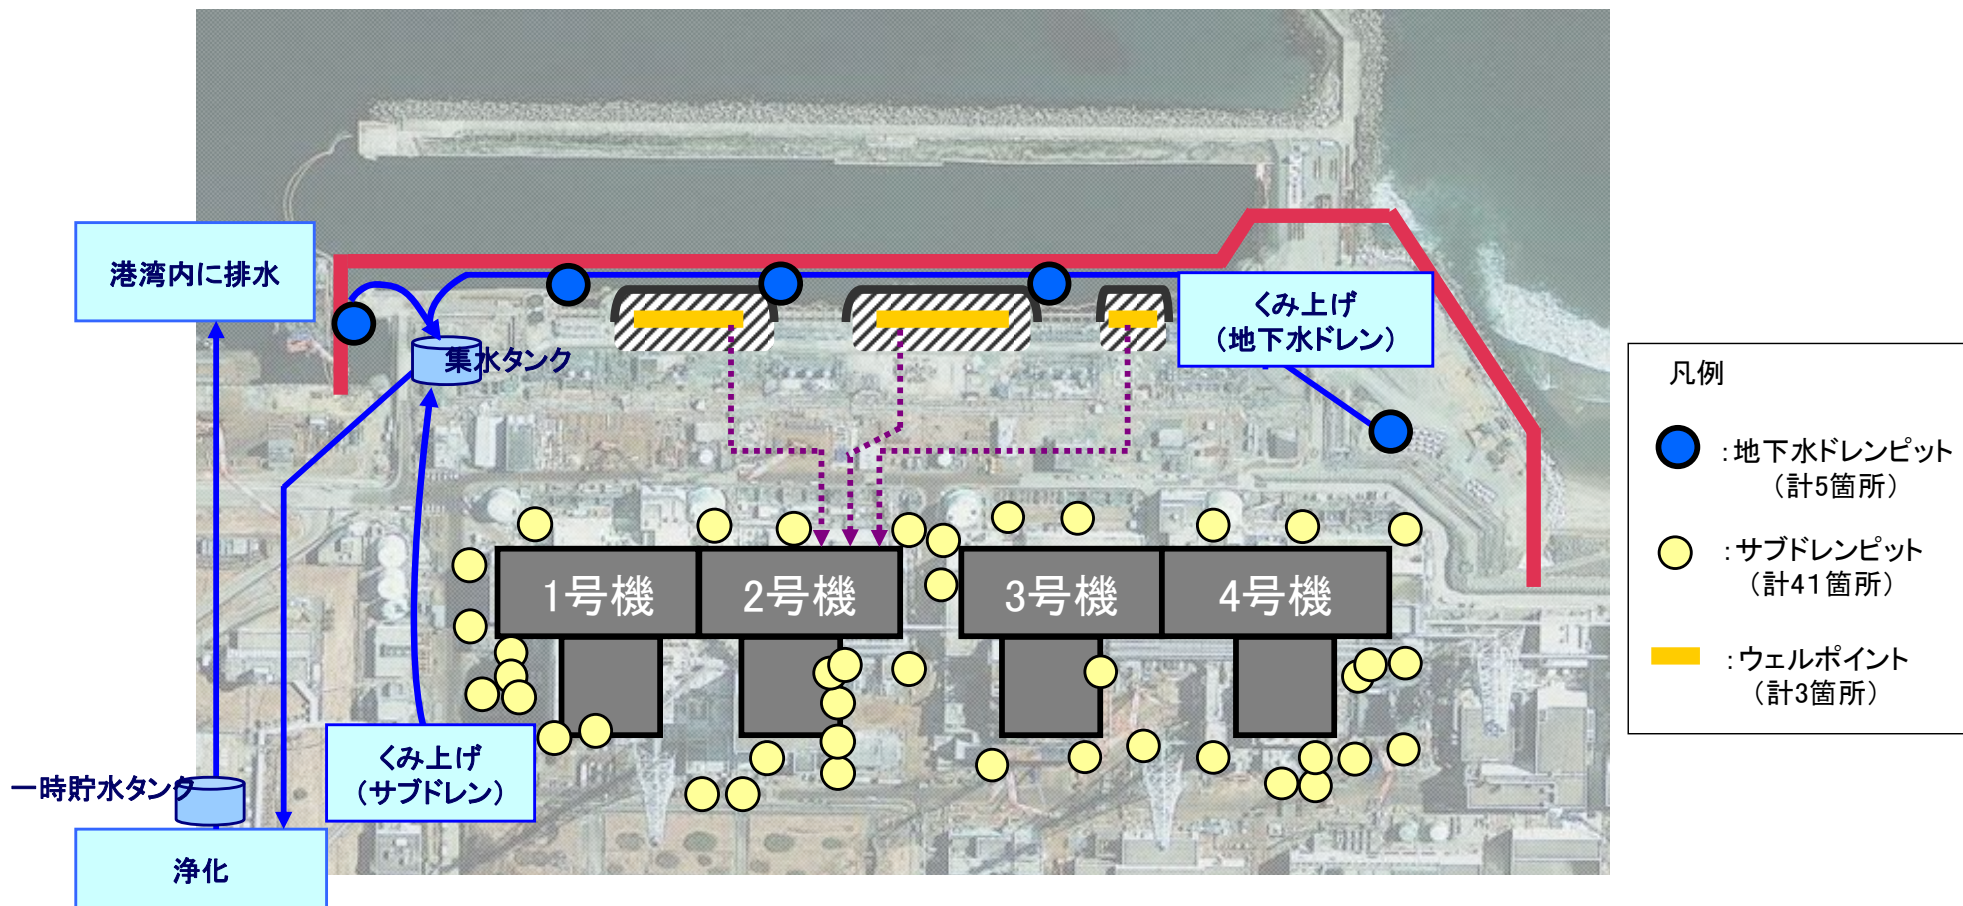 港湾内に排水
くみ上げ
（地下水ドレン）
集水タンク
凡例
：地下水ドレンピット
（計5箇所）
：サブドレンピット
（計41箇所）
：ウェルポイント
（計3箇所）
1号機
2号機
3号機
4号機
くみ上げ
（サブドレン）
一時貯水タンク
浄化